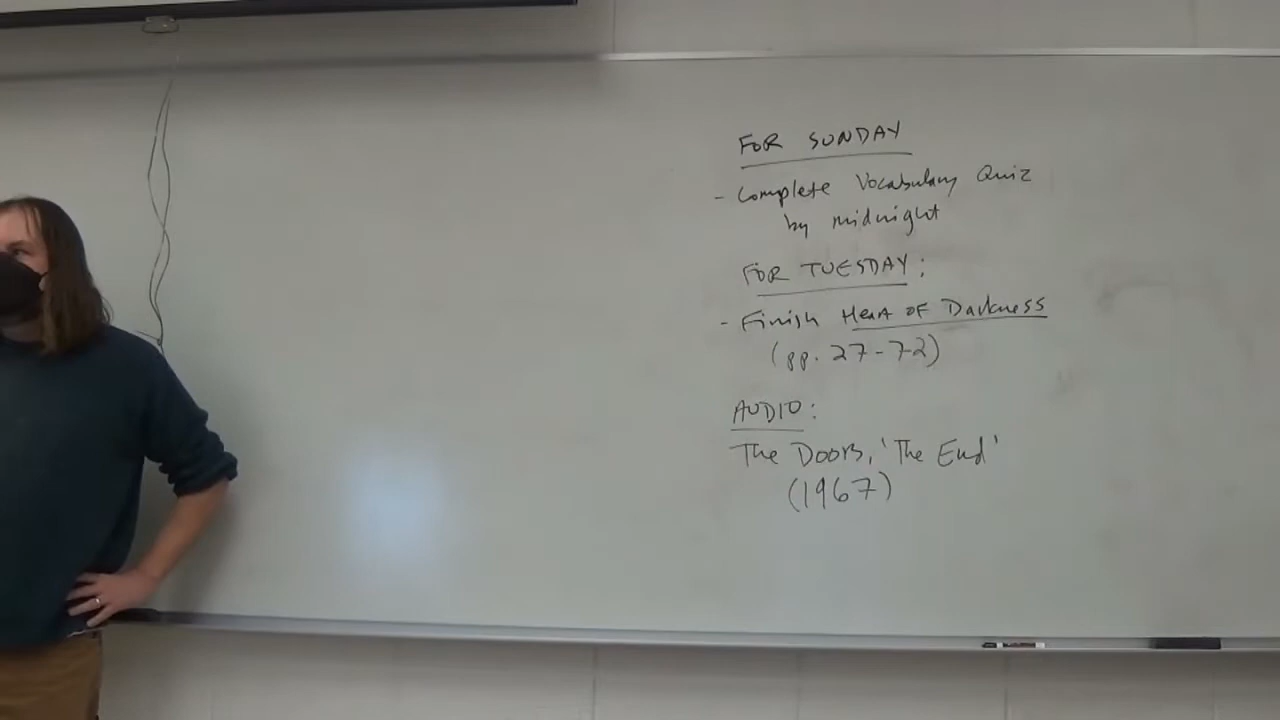 FOR SUNDAY
- Complete Vocabulary Quiz
by midnight
FOR TUESDAY:
- Finish Heart OF Darkness
(pp. 27-72)
AUDIO:
The Doors, 'The End'
(1967)